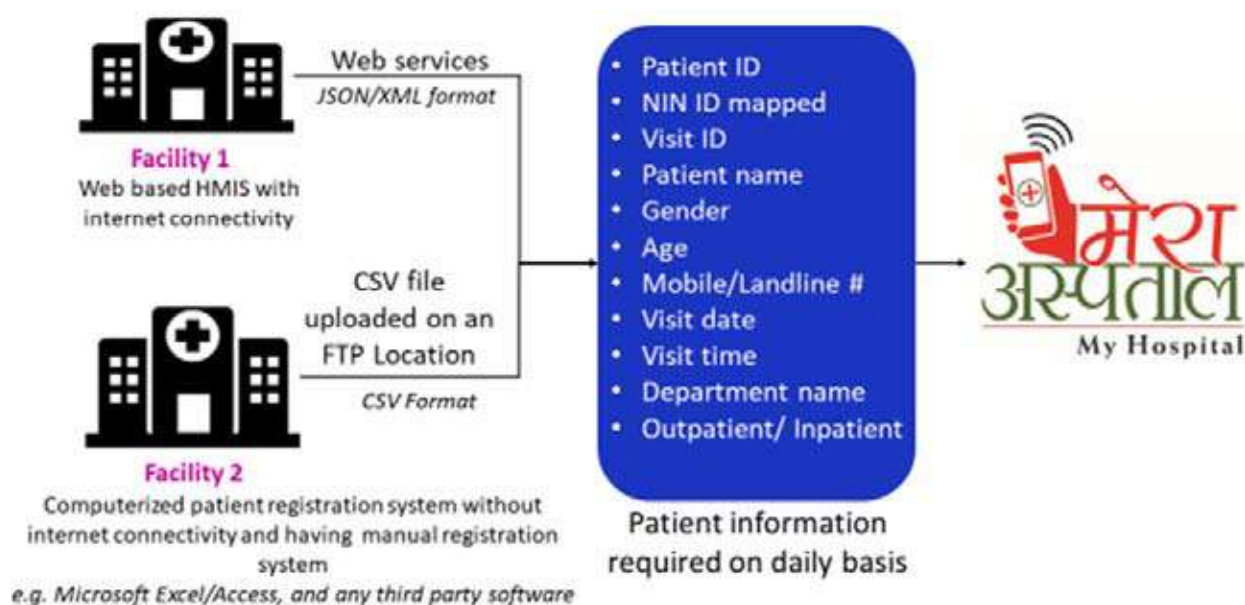 Web services
JSON/XML format
Facility 1
Web based HMIS with
internet connectivity
CSV file
uploaded on an
FTP Location
CSV Format
Facility 2
Computerized patient registration system without
internet connectivity and having manual registration
system
e.g. Microsoft Excel/Access, and any third party software
• Patient ID
• NIN ID mapped
• Visit ID
• Patient name
• Gender
• Age
• Mobile/Landline #
• Visit date
• Visit time
• Department name
• Outpatient/ Inpatient
Patient information
required on daily basis
मेरा
अस्पताल
My Hospital